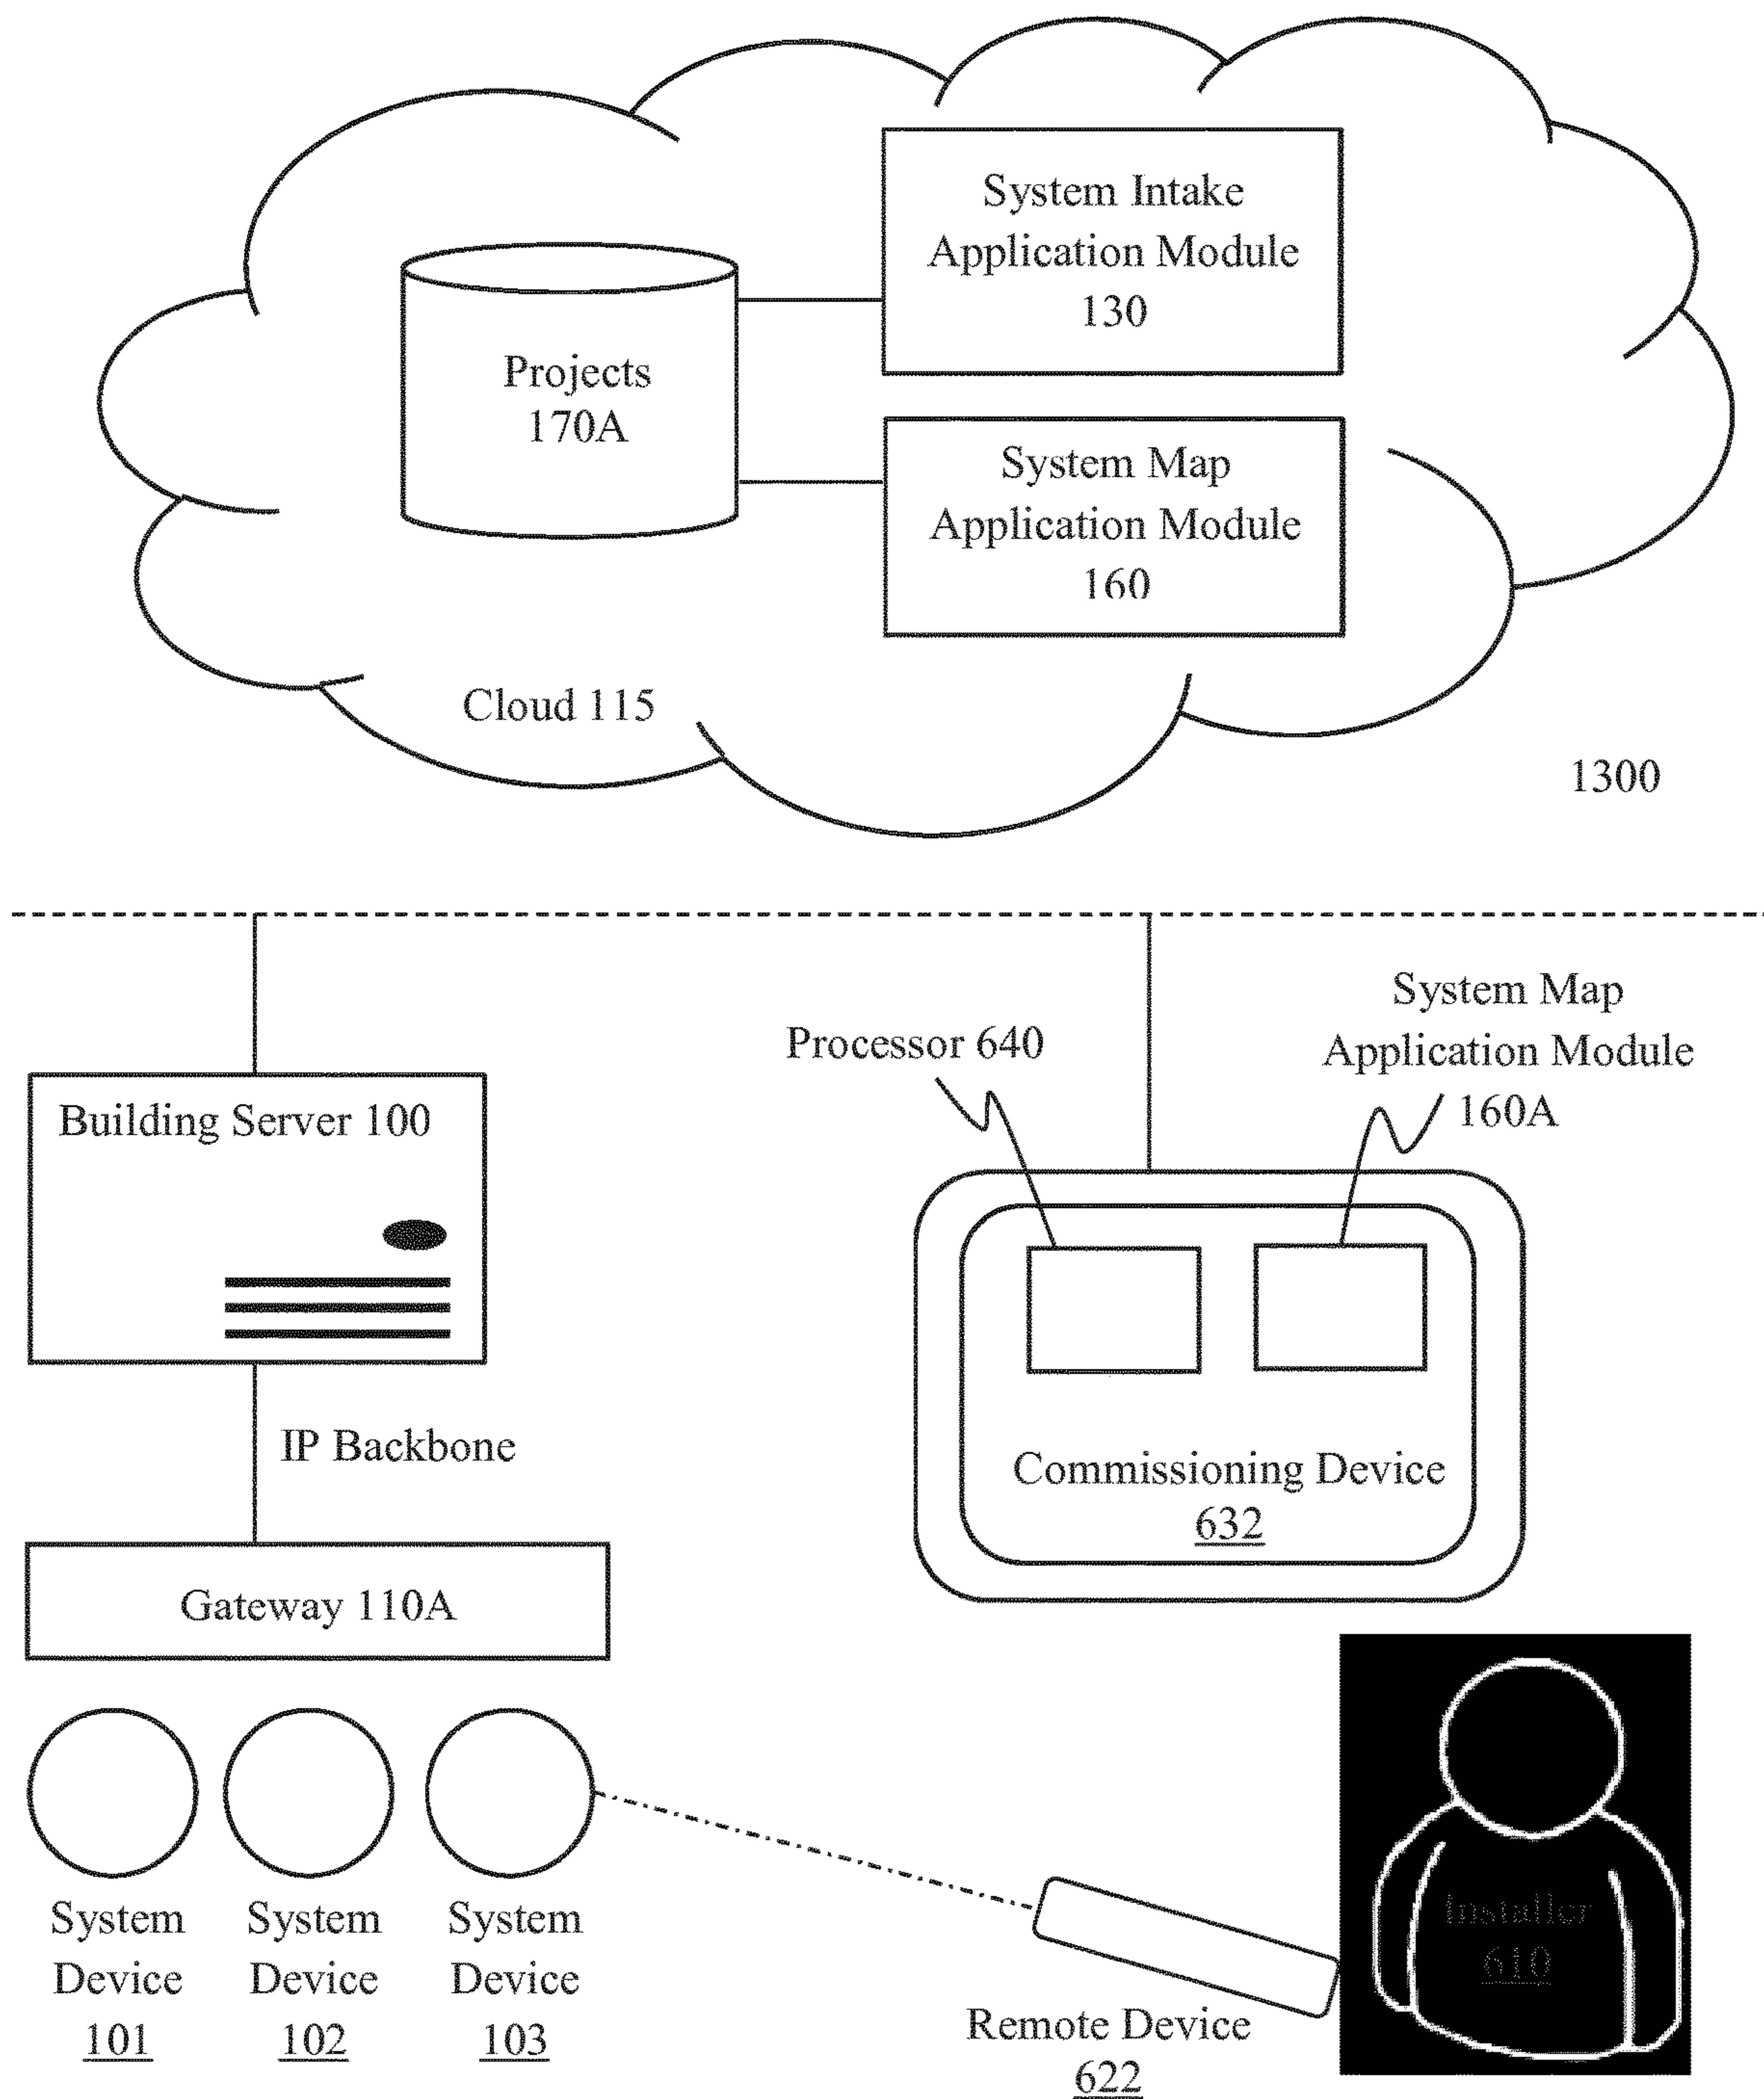 System Intake
Application Module
130
Projects
170A
System Map
Application Module
160
Cloud 115
1300
System Map
Application Module
160A
Processor 640
Building Server 100
IP Backbone
Commissioning Device
632
Gateway 110A
Installer
610
System
Device
101
System
Device
102
System
Device
103
Remote Device
622